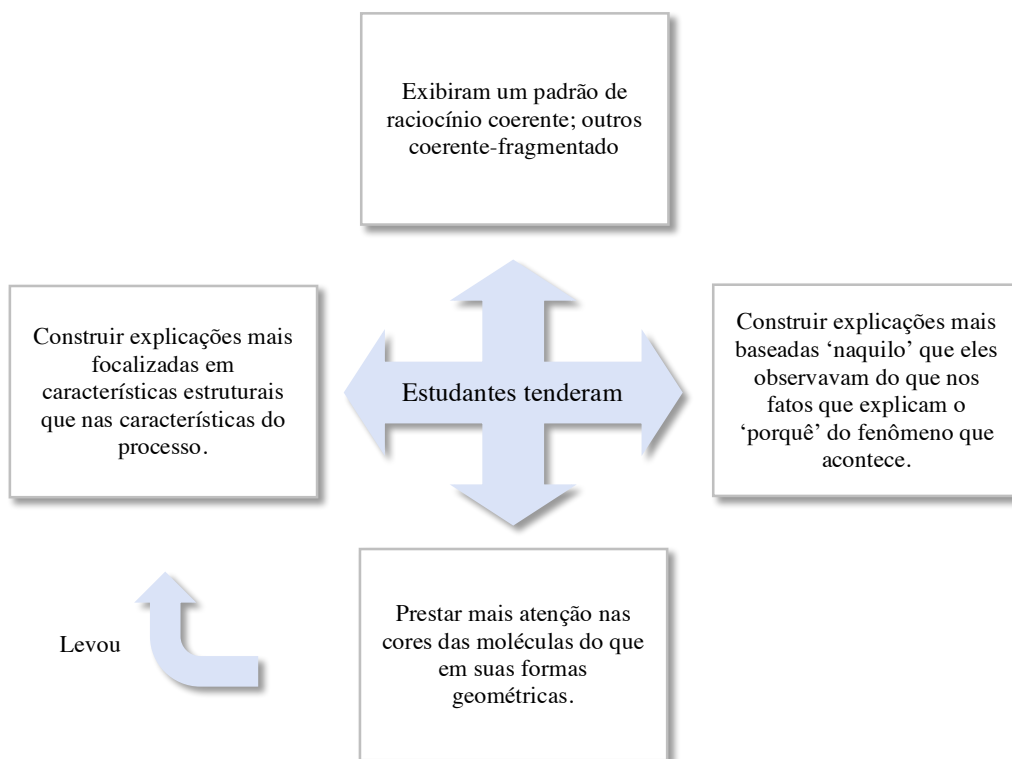 Exibiram um padrão de
raciocínio coerente; outros
coerente-fragmentado
Construir explicações mais
focalizadas em
características estruturais
que nas características do
processo.
Estudantes tenderam
Construir explicações mais
baseadas ‘naquilo’ que eles
observavam do que nos
fatos que explicam o
‘porquê’ do fenômeno que
acontece.
Levou
Prestar mais atenção nas
cores das moléculas do que
em suas formas
geométricas.